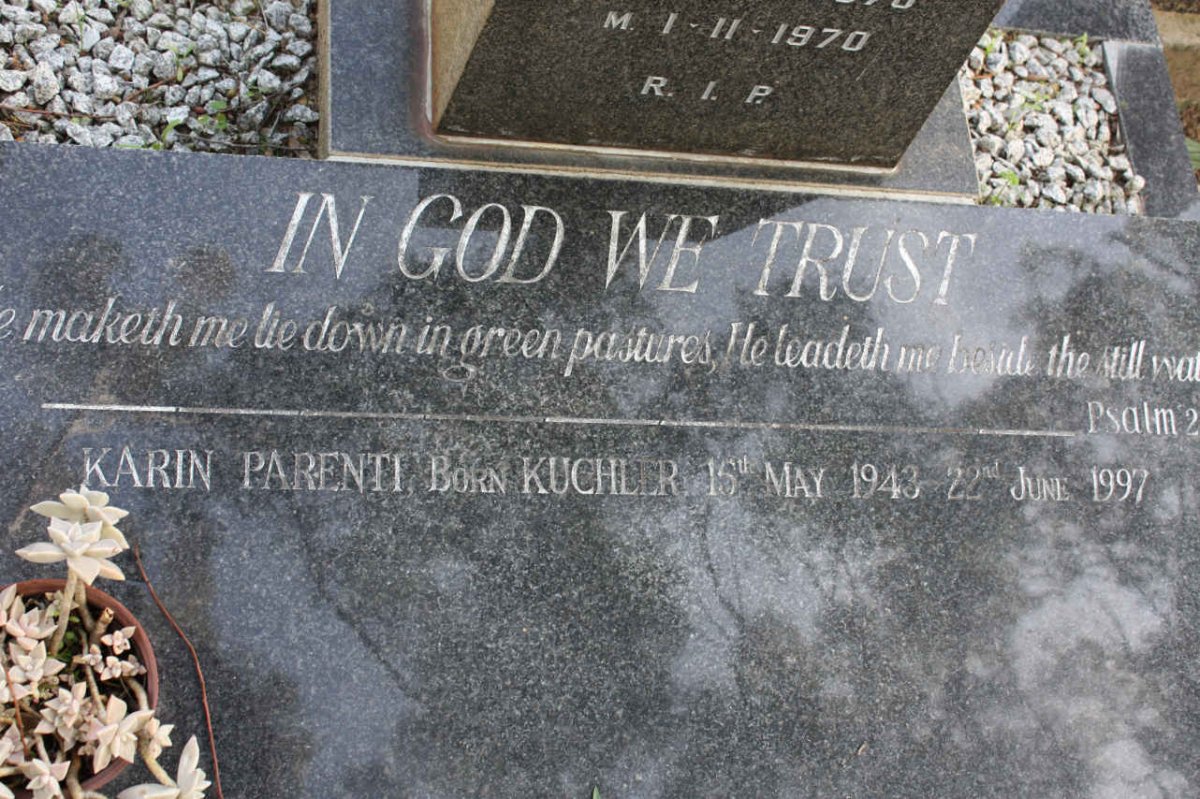 M. 1-11-1970
R. I. P.
IN GOD WE TRUST
maketh me lie down in green pastures, He leadeth me beside the still
Psalm
KARIN PARENTI, BORN KUCHLER 16th MAY 1943 22nd JUNE 1997